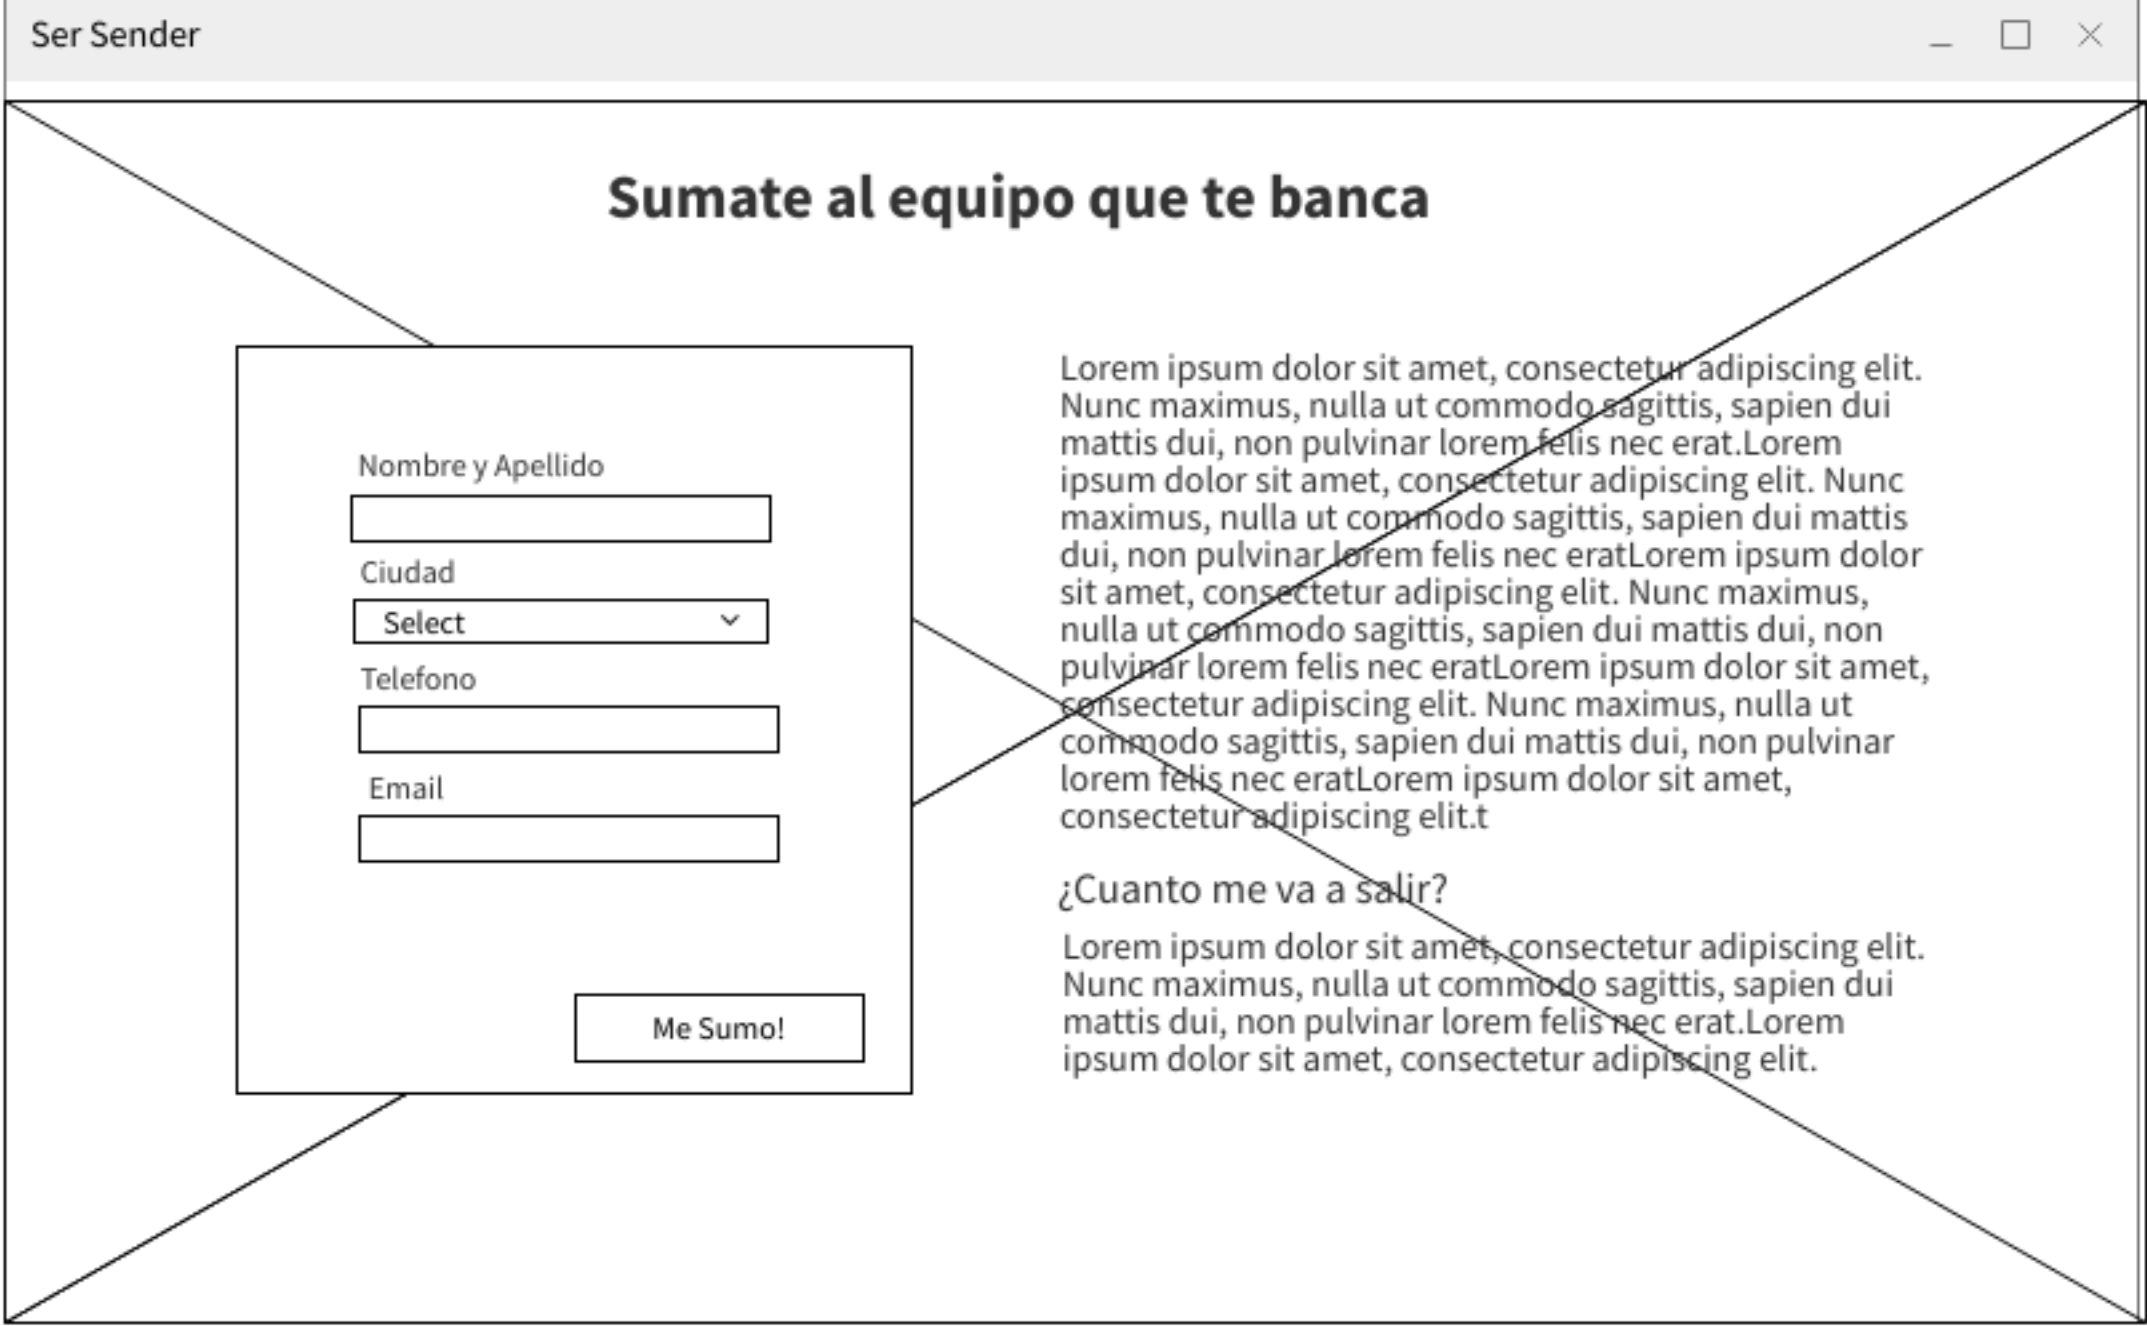 Ser Sender
Sumate al equipo que te banca
Nombre y Apellido
Ciudad
Select
Telefono
Email
Me Sumo!
Lorem ipsum dolor sit amet, consectetur adipiscing elit.
Nunc maximus, nulla ut commodo sagittis, sapien dui
mattis dui, non pulvinar lorem felis nec erat.Lorem
ipsum dolor sit amet, consectetur adipiscing elit. Nunc
maximus, nulla ut commodo sagittis, sapien dui mattis
dui, non pulvinar lorem felis nec eratLorem ipsum dolor
sit amet, consectetur adipiscing elit. Nunc maximus,
nulla ut commodo sagittis, sapien dui mattis dui, non
pulvinar lorem felis nec eratLorem ipsum dolor sit amet,
consectetur adipiscing elit. Nunc maximus, nulla ut
commodo sagittis, sapien dui mattis dui, non pulvinar
lorem felis nec eratLorem ipsum dolor sit amet,
consectetur adipiscing elit.t
¿Cuanto me va a salir?
Lorem ipsum dolor sit amet, consectetur adipiscing elit.
Nunc maximus, nulla ut commodo sagittis, sapien dui
mattis dui, non pulvinar lorem felis nec erat.Lorem
ipsum dolor sit amet, consectetur adipiscing elit.